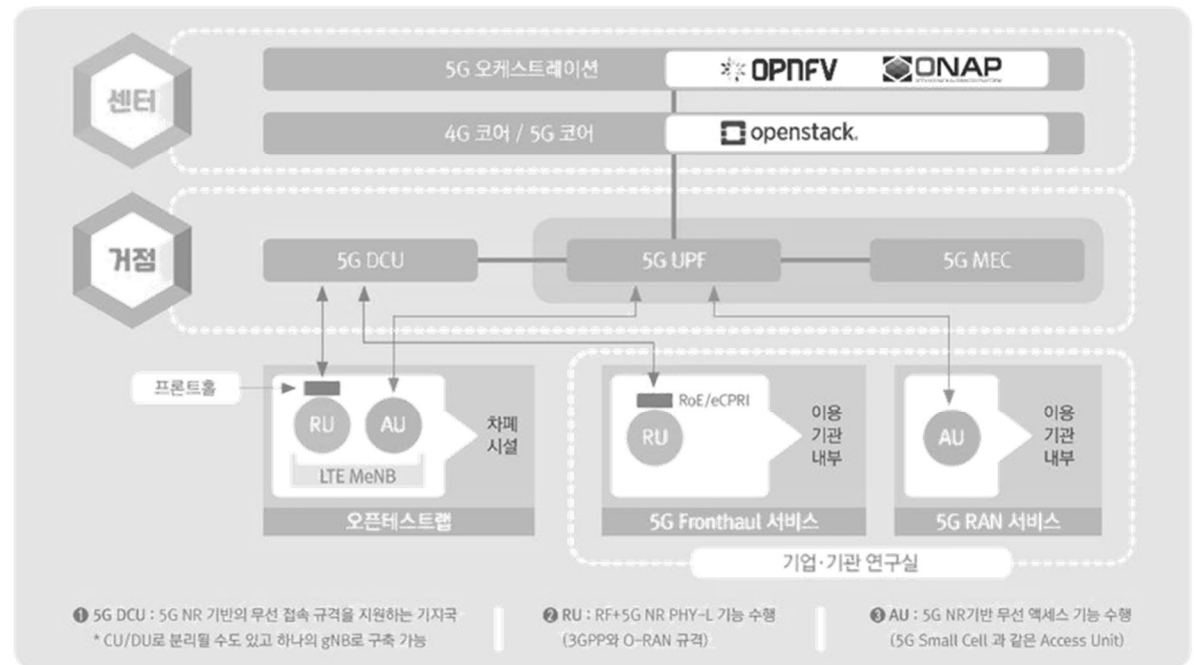 센터
5G 오케스트레이션
OPNFV
ONAP
4G 코어 / 5G 코어
openstack.
거점
5G DCU
5G UPF
5G MEC
프론트홀
RU
AU
LTE MeNB
차폐
시설
오픈테스트랩
RoE/eCPRI
RU
이용
기관
내부
5G Fronthaul 서비스
AU
이용
기관
내부
5G RAN 서비스
기업·기관 연구실
❶ 5G DCU : 5G NR 기반의 무선 접속 규격을 지원하는 기지국
* CU/DU로 분리될 수도 있고 하나의 gNB로 구축 가능
❷ RU : RF+5G NR PHY-L 기능 수행
(3GPP와 O-RAN 규격)
❸ AU : 5G NR기반 무선 액세스 기능 수행
(5G Small Cell 과 같은 Access Unit)